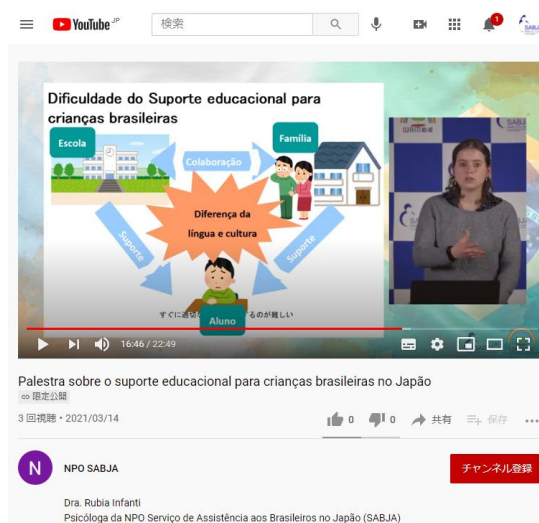 YouTube JP
検索
1
SABJA
Dificuldade do Suporte educacional para
crianças brasileiras
Escola
Família
Colaboração
Diferença da
língua e cultura
Suporte
Suporte
Aluno
16:46 / 22:49
Palestra sobre o suporte educacional para crianças brasileiras no Japão
限定公開
3 回視聴・2021/03/14
0
0
共有
保存
N
NPO SABJA
チャンネル登録
Dra. Rubia Infanti
Psicóloga da NPO Serviço de Assistência aos Brasileiros no Japão (SABJA)